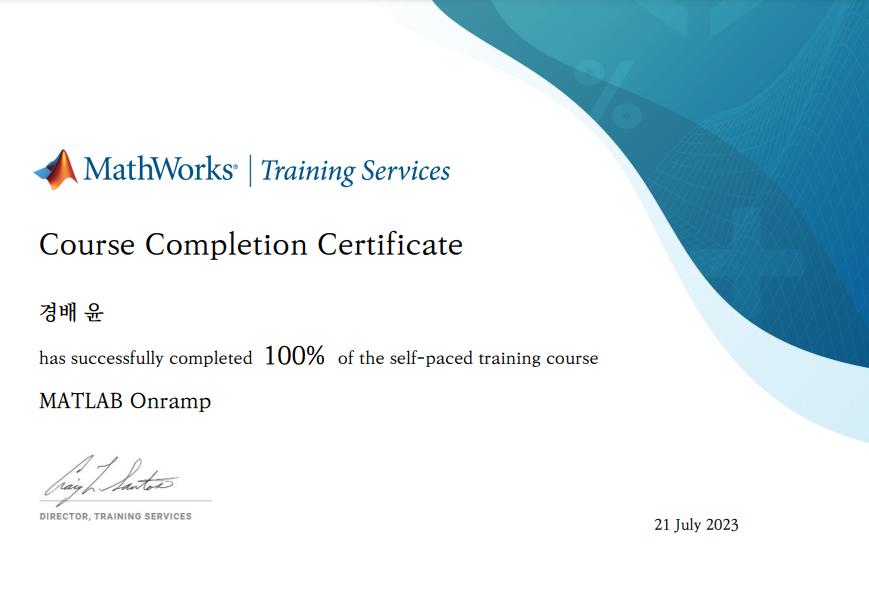 MathWorks® | Training Services
Course Completion Certificate
경배 윤
has successfully completed 100% of the self-paced training course
MATLAB Onramp
Craig L. Santos
DIRECTOR, TRAINING SERVICES
21 July 2023
%